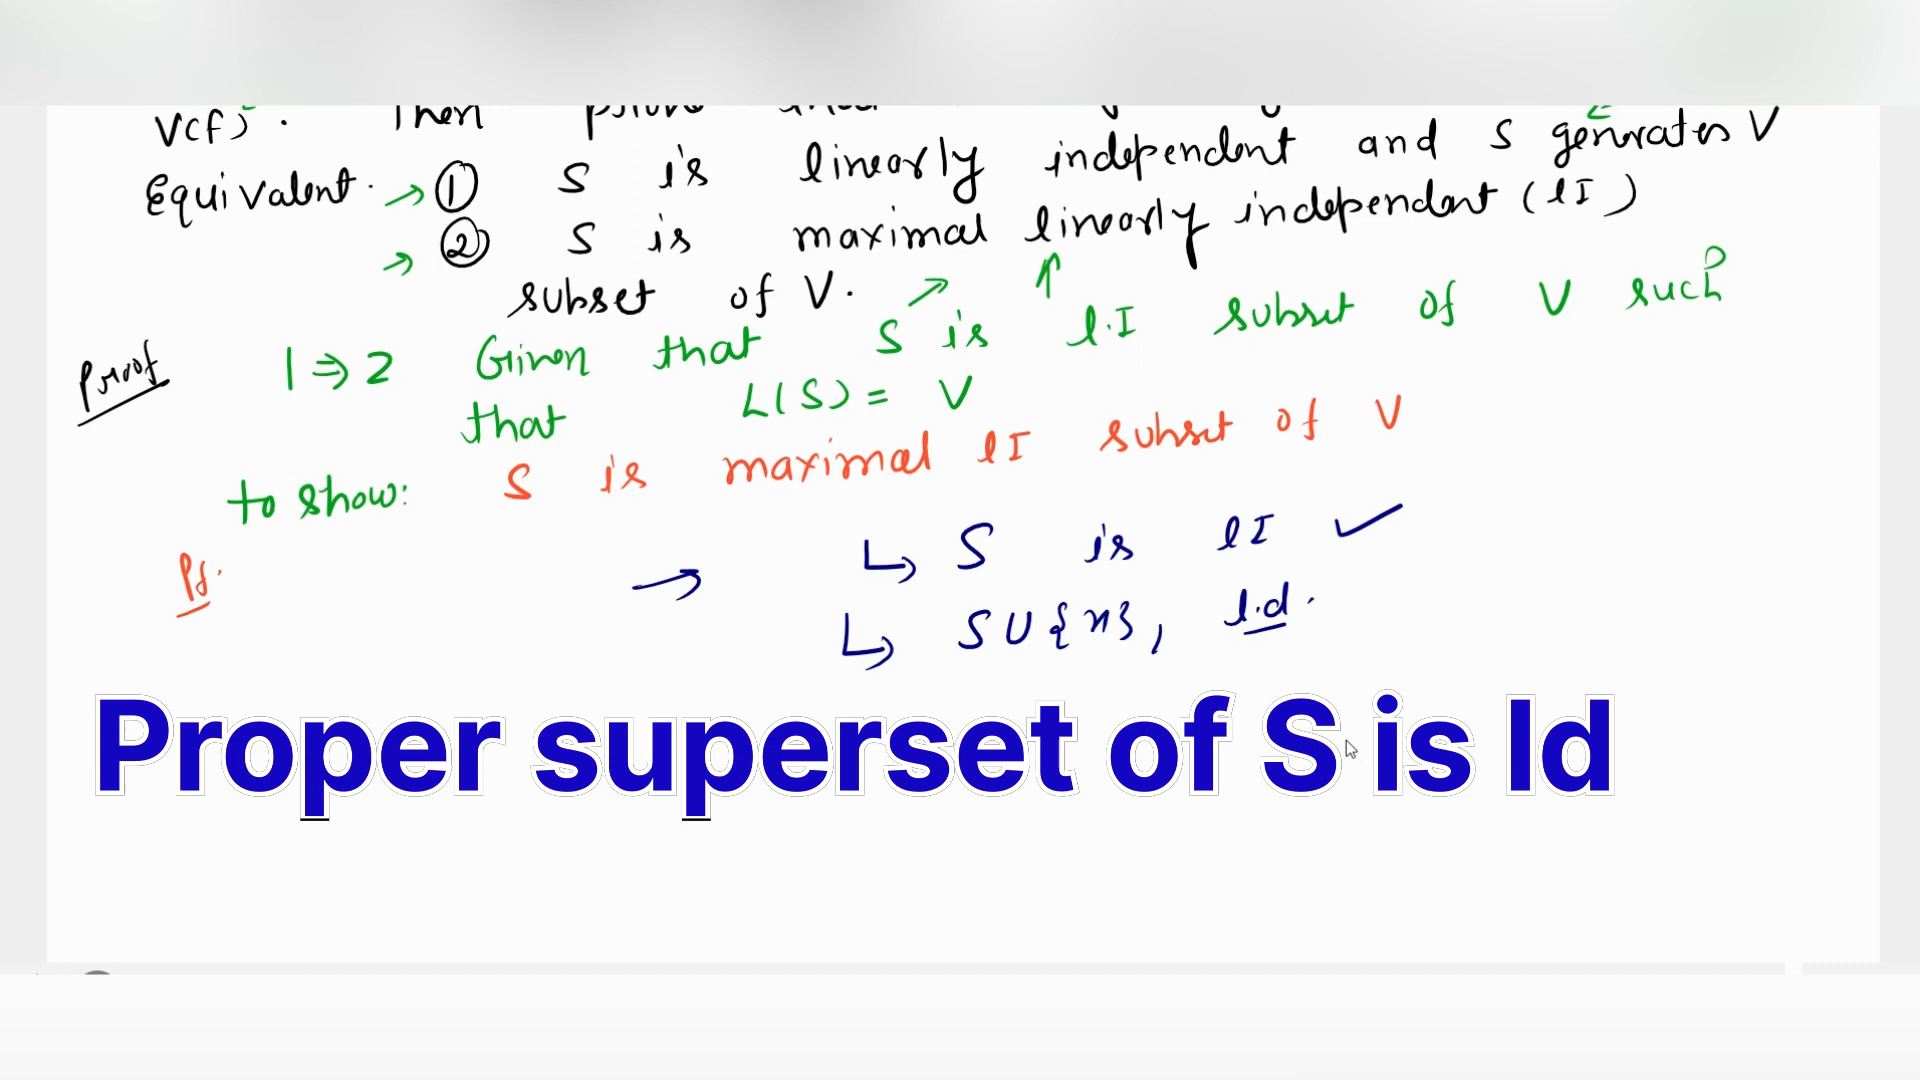 V(F). Then prove
Equivalent. → ① S is linearly independent and S generates V
→ ② S is maximal linearly independent (lI)
subset of V.
Proof 1 ⇒ 2 Given that S is l.I subset of V such
that L(S) = V
to show: S is maximal lI subset of V
Pf. → ↳ S is lI ✓
↳ S U {x}, l.d.
Proper superset of S is ld